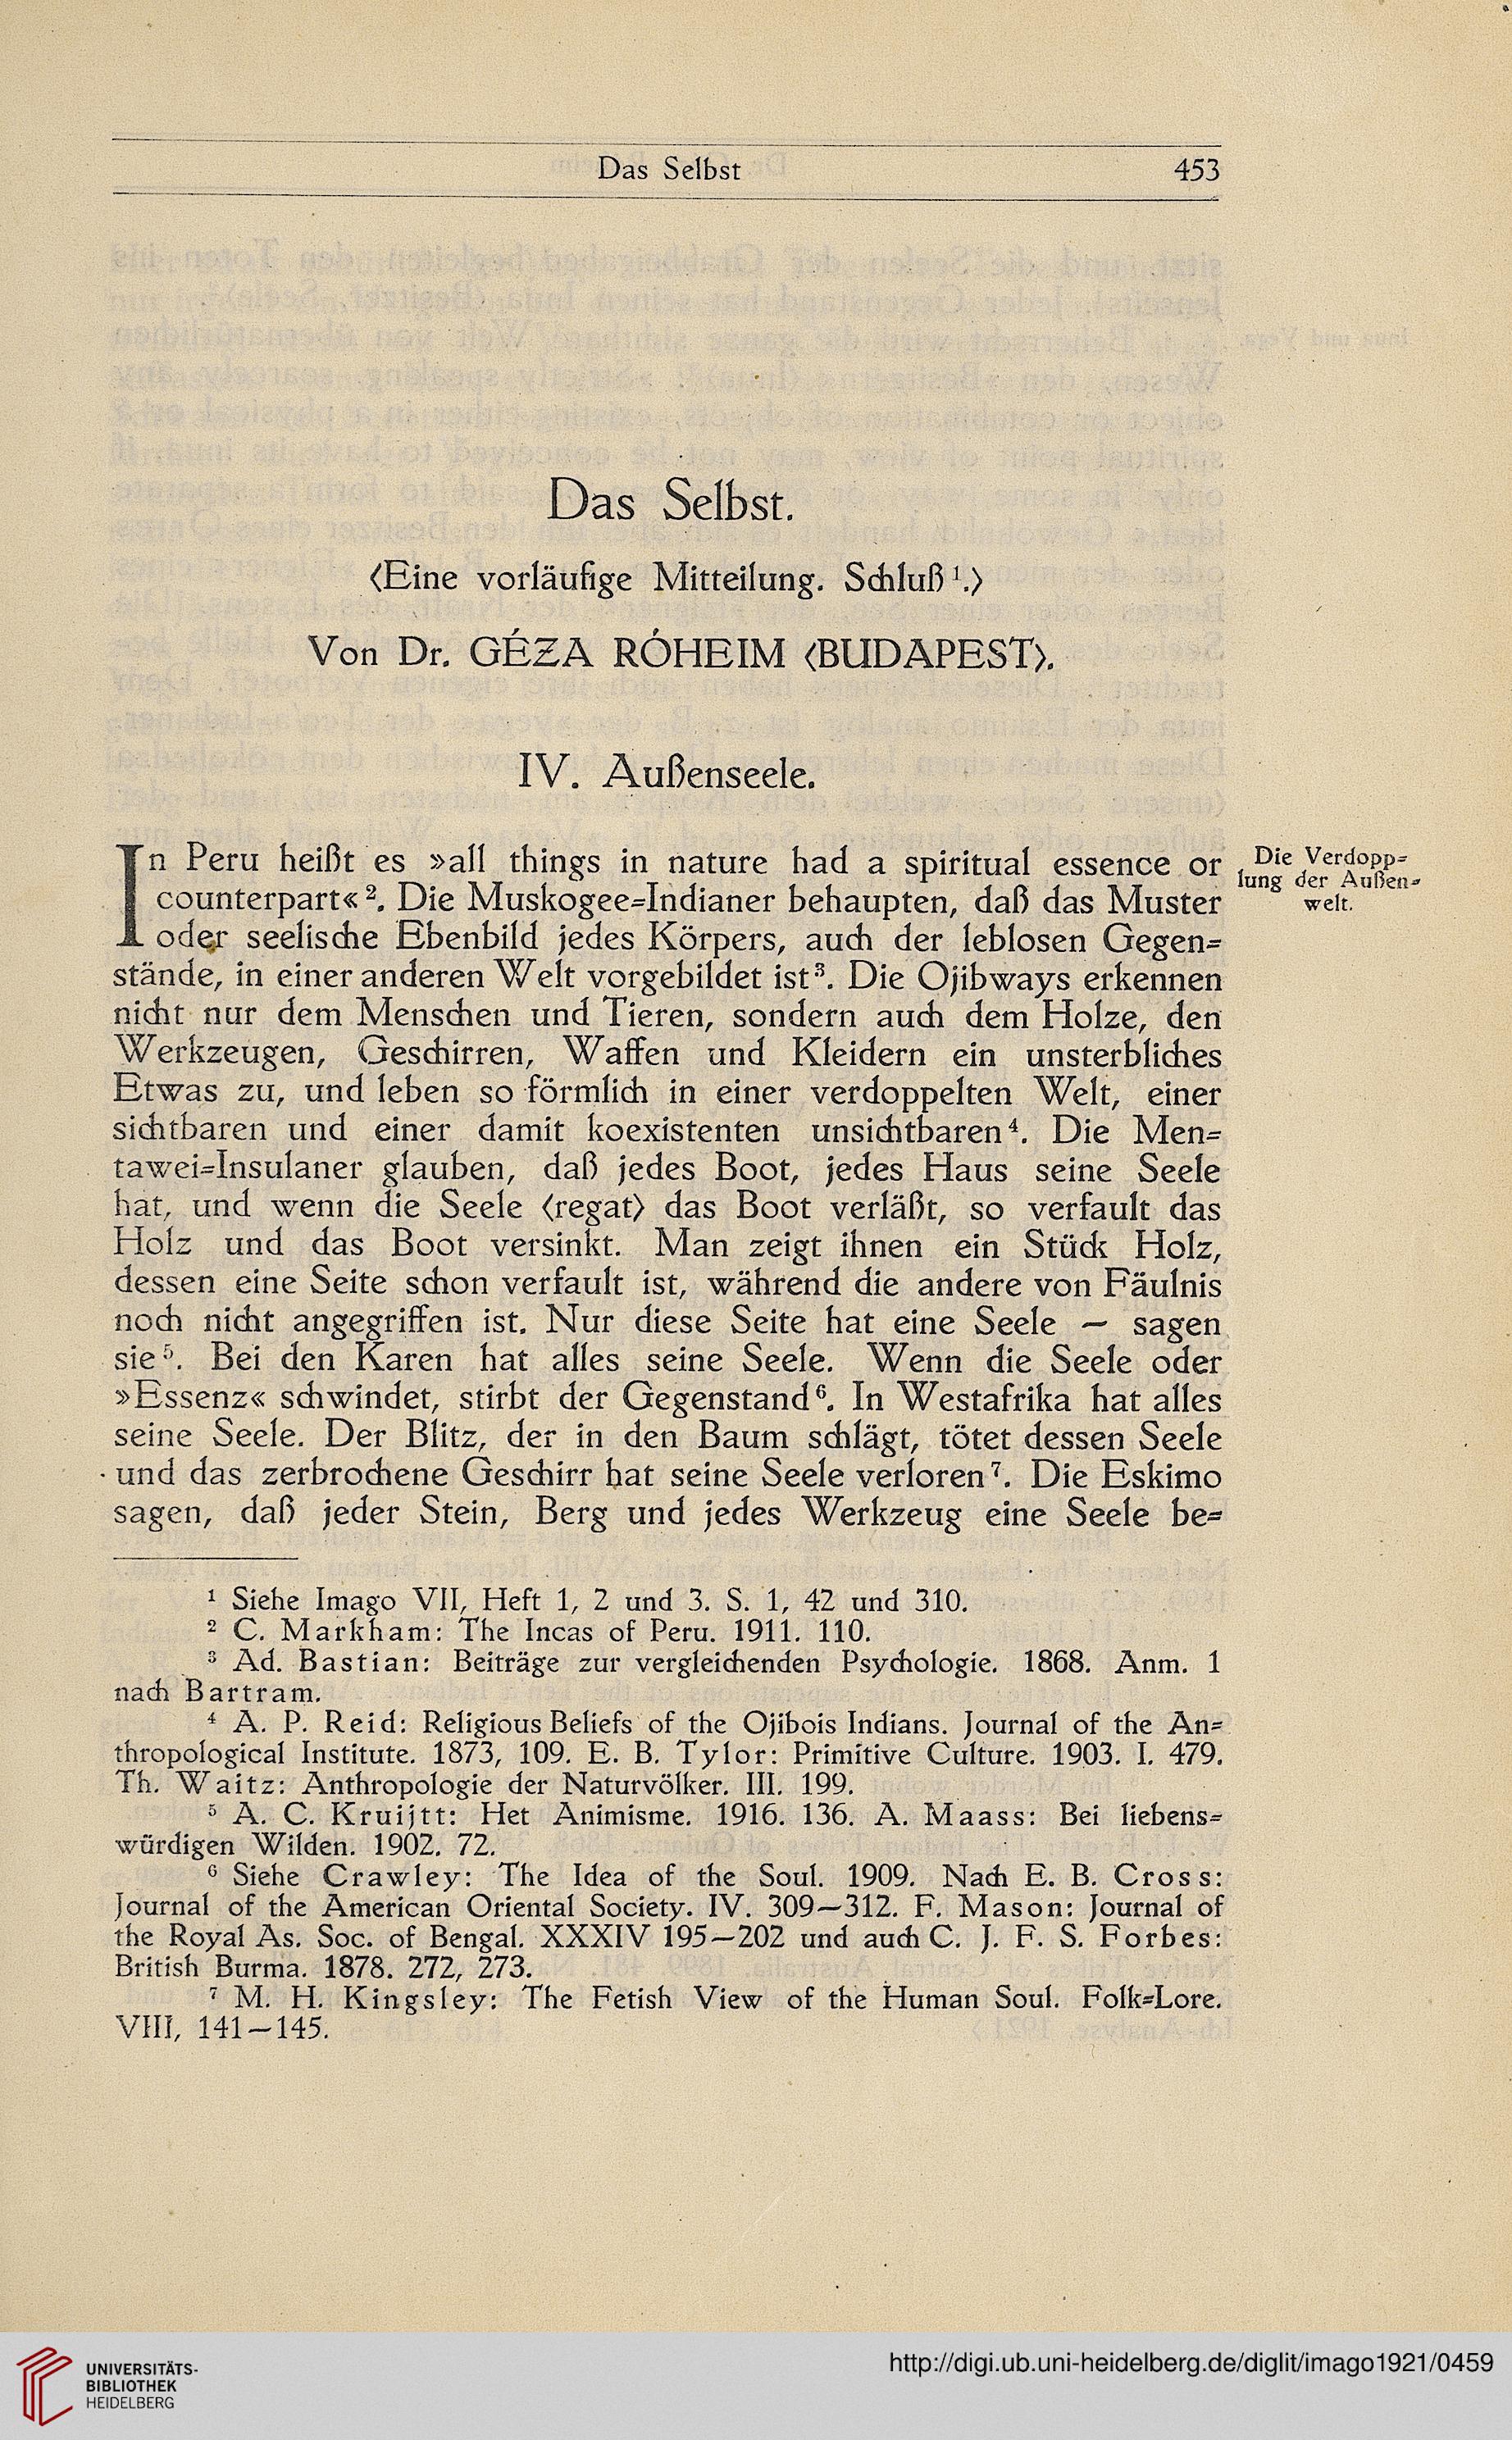 Das Selbst 453
Das Selbst.
(Eine vorläufige Mitteilung. Schluß ¹.)
Von Dr. GÉZA RÓHEIM (BUDAPEST).
IV. Außenseele.
In Peru heißt es »all things in nature had a spiritual essence or
counterpart« ². Die Muskogee-Indianer behaupten, daß das Muster
oder seelische Ebenbild jedes Körpers, auch der leblosen Gegen-
stände, in einer anderen Welt vorgebildet ist ³. Die Ojibways erkennen
nicht nur dem Menschen und Tieren, sondern auch dem Holze, den
Werkzeugen, Geschirren, Waffen und Kleidern ein unsterbliches
Etwas zu, und leben so förmlich in einer verdoppelten Welt, einer
sichtbaren und einer damit koexistenten unsichtbaren ⁴. Die Men-
tawei-Insulaner glauben, daß jedes Boot, jedes Haus seine Seele
hat, und wenn die Seele (regat) das Boot verläßt, so verfault das
Holz und das Boot versinkt. Man zeigt ihnen ein Stück Holz,
dessen eine Seite schon verfault ist, während die andere von Fäulnis
noch nicht angegriffen ist. Nur diese Seite hat eine Seele — sagen
sie ⁵. Bei den Karen hat alles seine Seele. Wenn die Seele oder
»Essenz« schwindet, stirbt der Gegenstand ⁶. In Westafrika hat alles
seine Seele. Der Blitz, der in den Baum schlägt, tötet dessen Seele
und das zerbrochene Geschirr hat seine Seele verloren ⁷. Die Eskimo
sagen, daß jeder Stein, Berg und jedes Werkzeug eine Seele be-
Die Verdopp-
lung der Außen-
welt.
¹ Siehe Imago VII, Heft 1, 2 und 3. S. 1, 42 und 310.
² C. Markham: The Incas of Peru. 1911. 110.
³ Ad. Bastian: Beiträge zur vergleichenden Psychologie. 1868. Anm. 1
nach Bartram.
⁴ A. P. Reid: Religious Beliefs of the Ojibois Indians. Journal of the An-
thropological Institute. 1873, 109. E. B. Tylor: Primitive Culture. 1903. I. 479.
Th. Waitz: Anthropologie der Naturvölker. III. 199.
⁵ A. C. Kruijtt: Het Animisme. 1916. 136. A. Maass: Bei liebens-
würdigen Wilden. 1902. 72.
⁶ Siehe Crawley: The Idea of the Soul. 1909. Nach E. B. Cross:
Journal of the American Oriental Society. IV. 309—312. F. Mason: Journal of
the Royal As. Soc. of Bengal. XXXIV 195—202 und auch C. J. F. S. Forbes:
British Burma. 1878. 272, 273.
⁷ M. H. Kingsley: The Fetish View of the Human Soul. Folk-Lore.
VIII, 141—145.
UNIVERSITÄTS-
BIBLIOTHEK
HEIDELBERG
http://digi.ub.uni-heidelberg.de/diglit/imago1921/0459